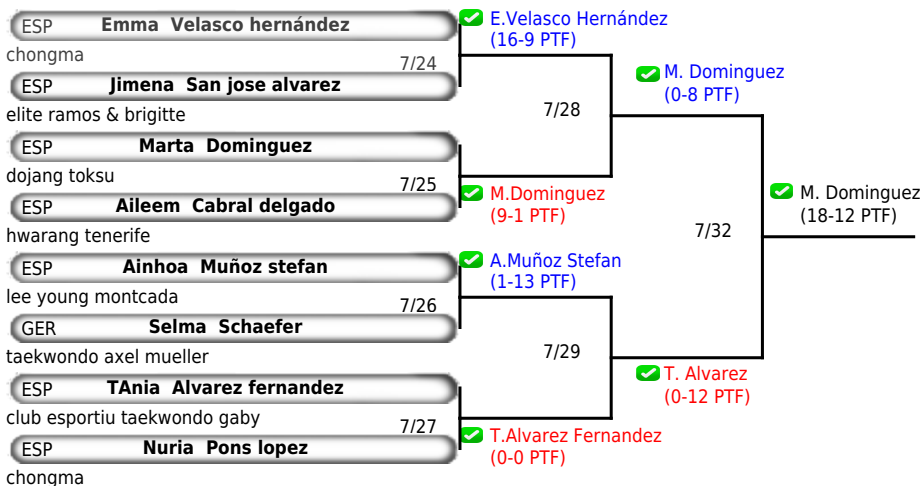 ESP Emma Velasco hernández
chongma
7/24
ESP Jimena San jose alvarez
elite ramos & brigitte
ESP Marta Dominguez
dojang toksu
7/25
ESP Aileem Cabral delgado
hwarang tenerife
ESP Ainhoa Muñoz stefan
lee young montcada
7/26
GER Selma Schaefer
taekwondo axel mueller
ESP TAnia Alvarez fernandez
club esportiu taekwondo gaby
7/27
ESP Nuria Pons lopez
chongma
E.Velasco Hernández
(16-9 PTF)
7/28
M.Dominguez
(9-1 PTF)
A.Muñoz Stefan
(1-13 PTF)
7/29
T.Alvarez Fernandez
(0-0 PTF)
M. Dominguez
(0-8 PTF)
7/32
T. Alvarez
(0-12 PTF)
M. Dominguez
(18-12 PTF)